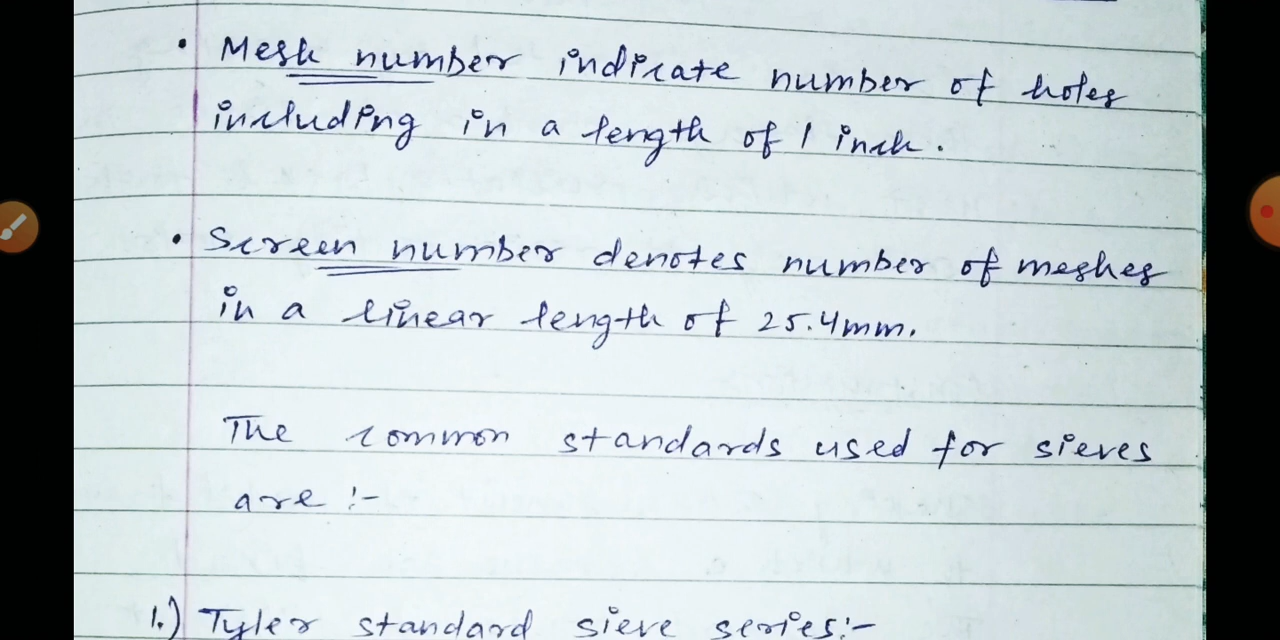 • Mesh number indicate number of holes
including in a length of 1 inch.
• Screen number denotes number of meshes
in a linear length of 25.4mm.
The common standards used for sieves
are :-
1.) Tyler standard sieve series:-